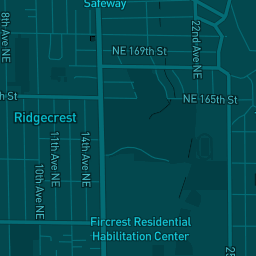 Safeway
8th Ave NE
22nd Ave NE
NE 169th St
h St
NE 165th St
Ridgecrest
10th Ave NE
11th Ave NE
14th Ave NE
Fircrest Residential
Habilitation Center
25